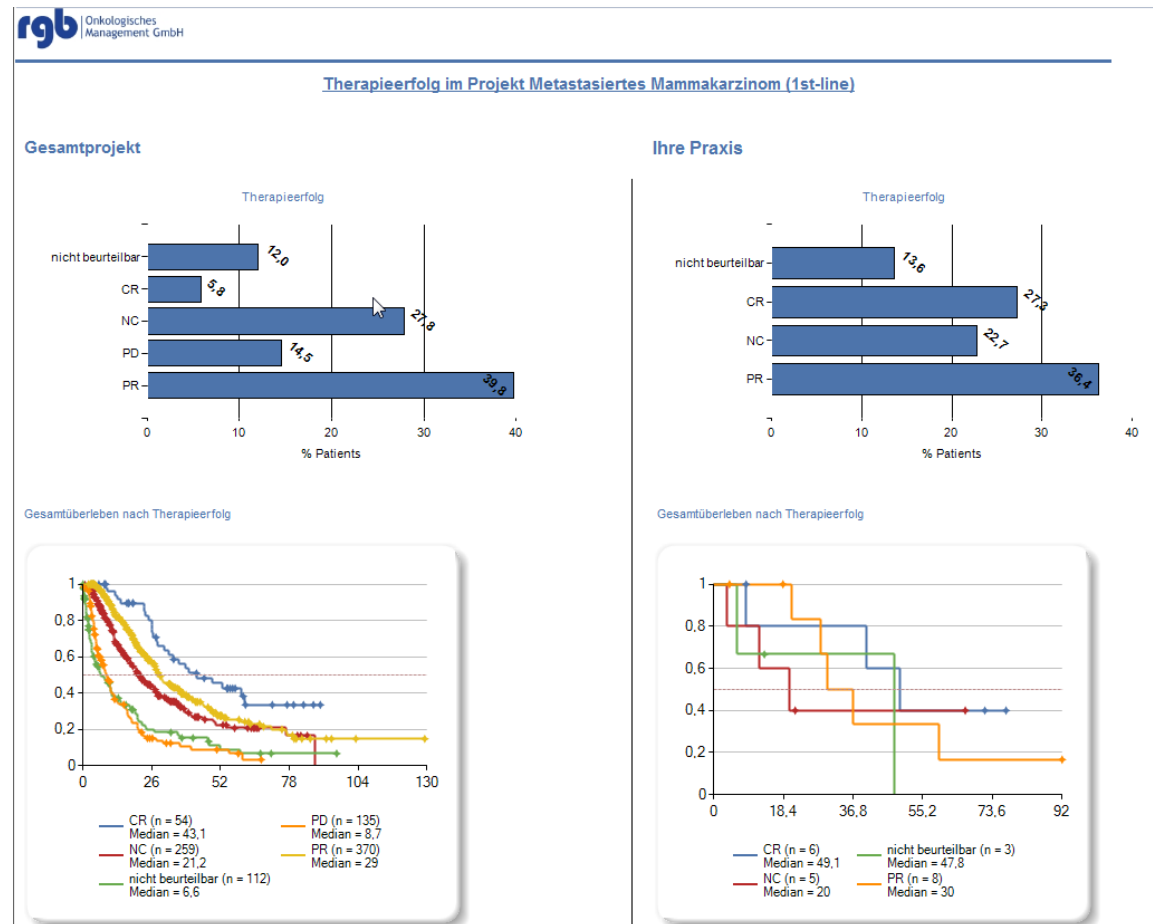 rgb Onkologisches
Management GmbH
Therapieerfolg im Projekt Metastasiertes Mammakarzinom (1st-line)
Gesamtprojekt
Therapieerfolg
nicht beurteilbar
12,0
CR
5,8
NC
27,8
PD
14,5
PR
39,8
0 10 20 30 40
% Patients
Gesamtüberleben nach Therapieerfolg
1
0.8
0.6
0.4
0.2
0
0 26 52 78 104 130
CR (n = 54)
Median = 43,1
NC (n = 259)
Median = 21,2
nicht beurteilbar (n = 112)
Median = 6,6
PD (n = 135)
Median = 8,7
PR (n = 370)
Median = 29
Ihre Praxis
Therapieerfolg
nicht beurteilbar
13,6
CR
27,3
NC
22,7
PR
36,4
0 10 20 30 40
% Patients
Gesamtüberleben nach Therapieerfolg
1
0,8
0,6
0,4
0,2
0
0 18,4 36,8 55,2 73,6 92
CR (n = 6)
Median = 49,1
NC (n = 5)
Median = 20
nicht beurteilbar (n = 3)
Median = 47,8
PR (n = 8)
Median = 30